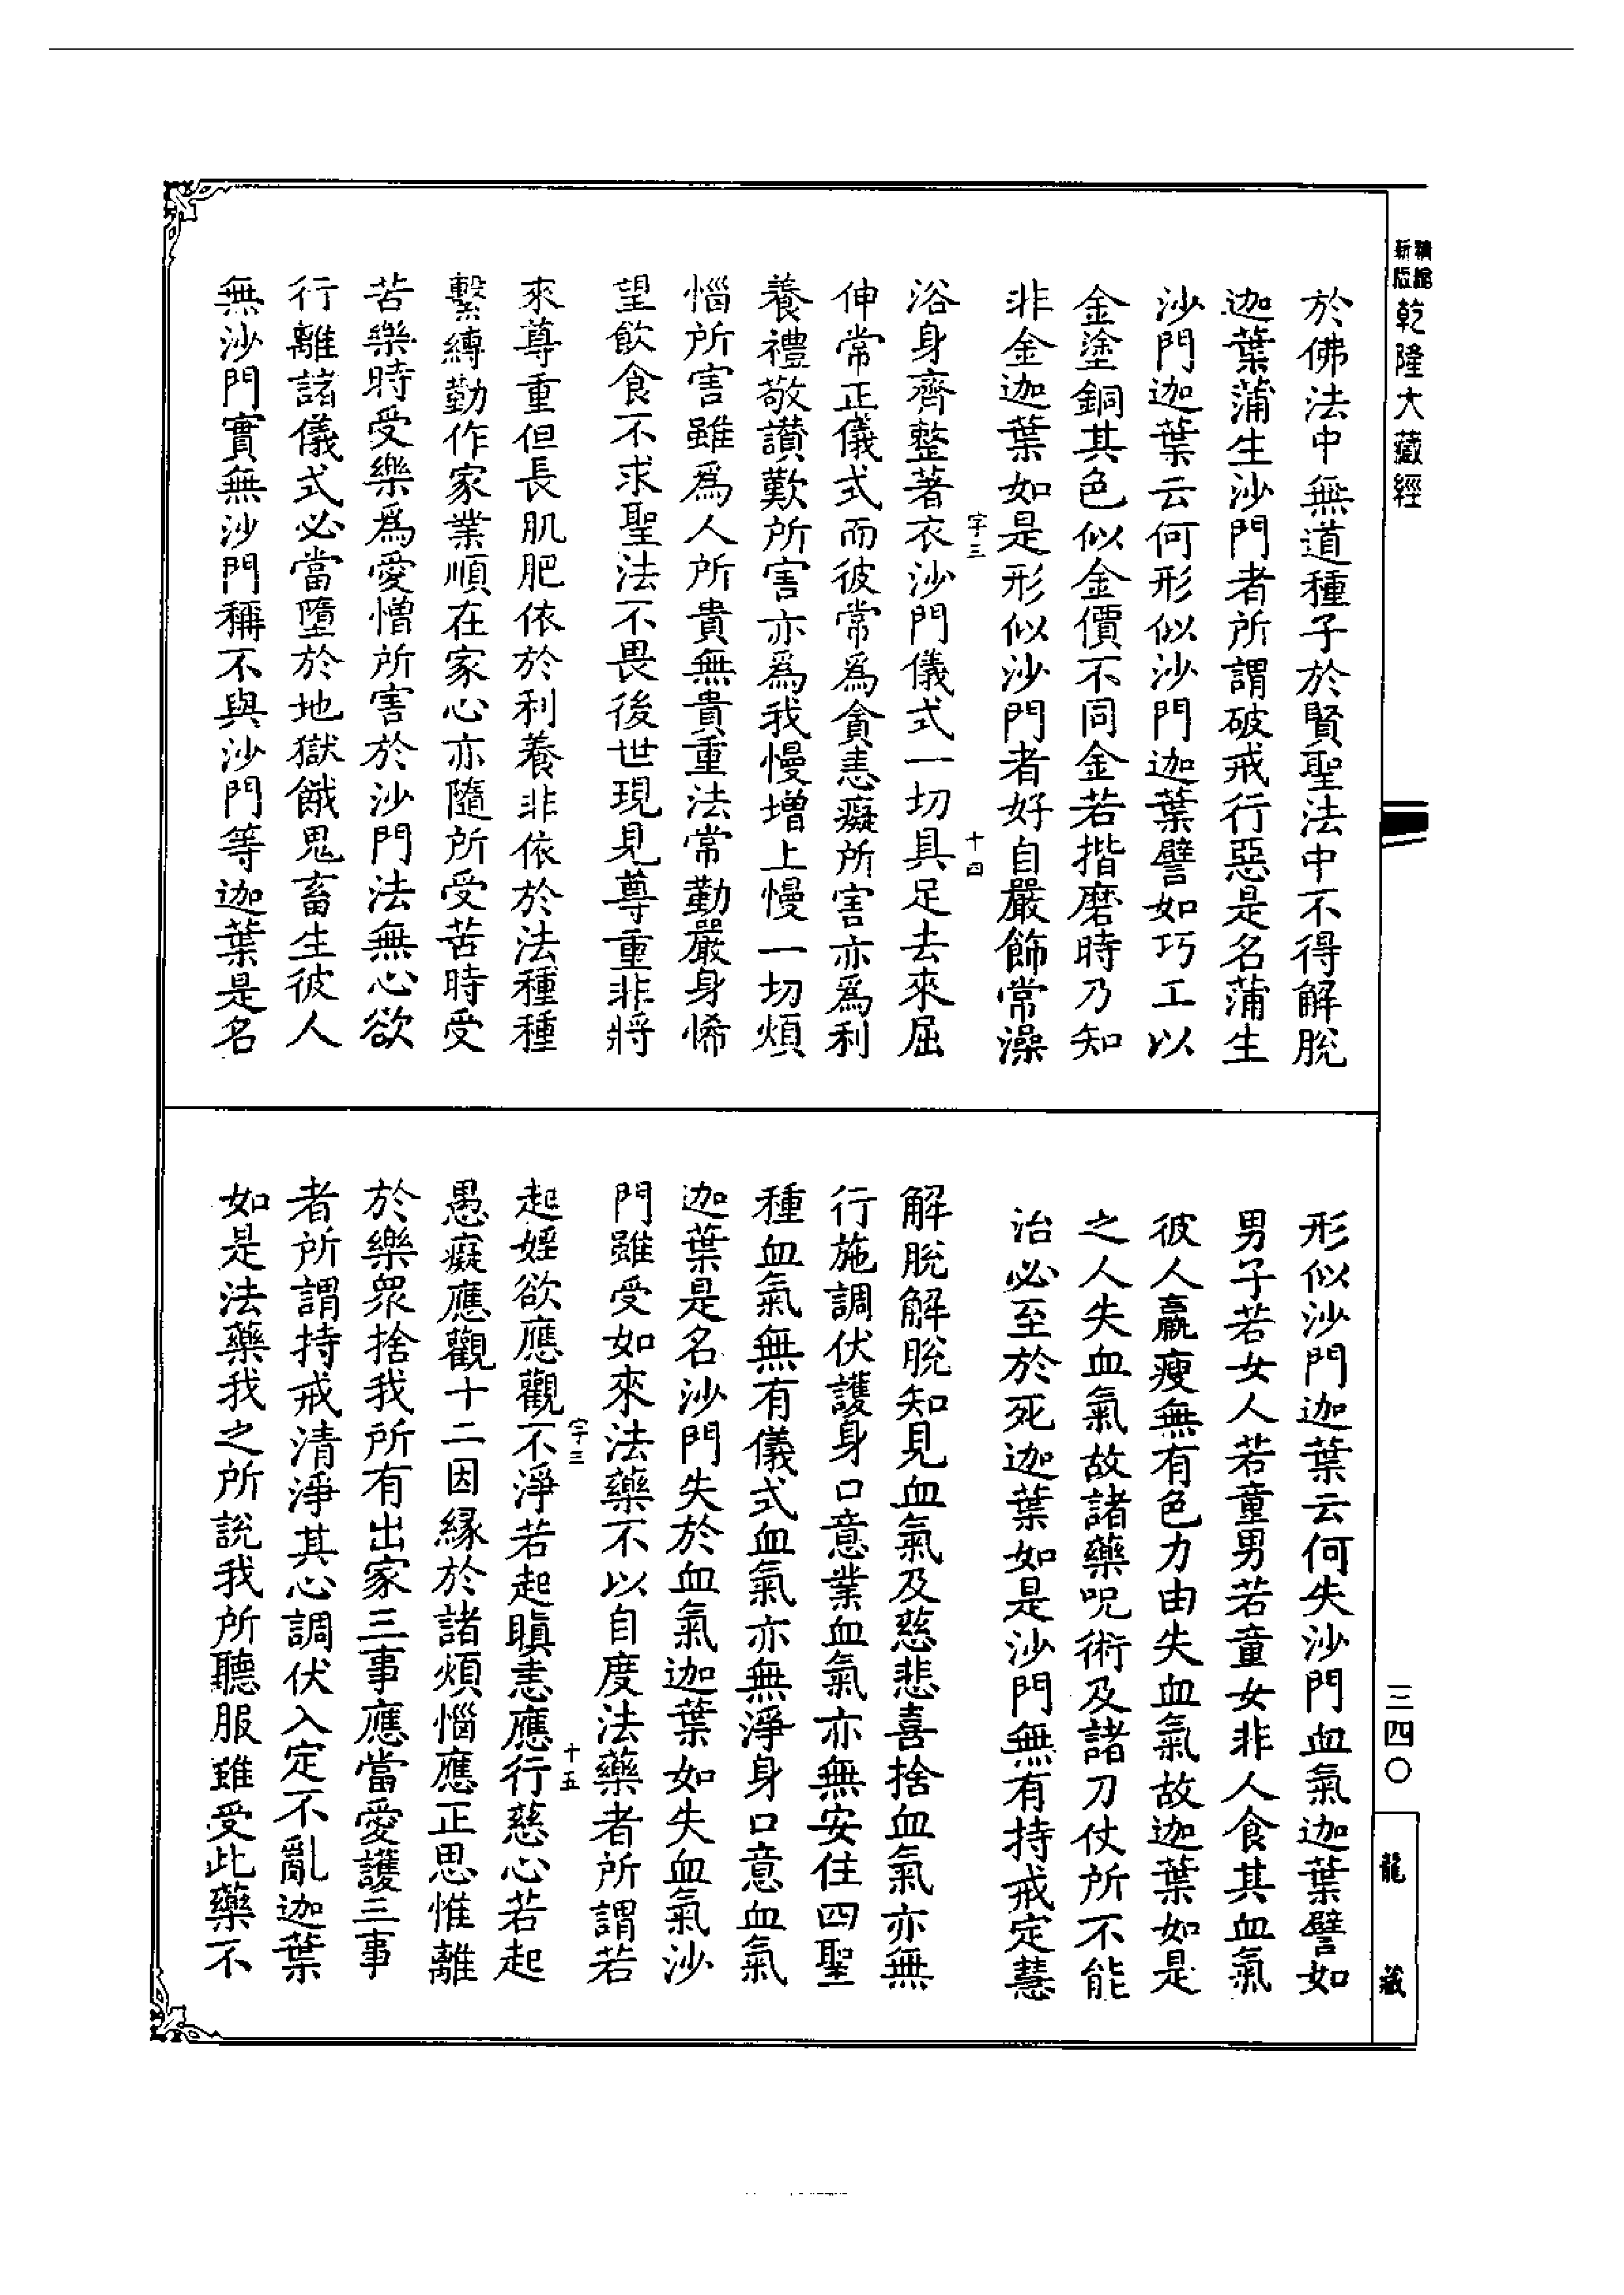 精繪
新版
乾隆大藏經
於佛法中無道種子於賢聖法中不得解脫
迦葉蒲生沙門者所謂破戒行惡是名蒲生
沙門迦葉云何形似沙門迦葉譬如巧工以
金塗銅其色似金價不同金若揩磨時乃知
非金迦葉如是形似沙門者好自嚴飾常澡
字三
十四
浴身齊整著衣沙門儀式一切具足去來屈
伸常正儀式而彼常為貪恚癡所害亦為利
養禮敬讚歎所害亦為我慢增上慢一切煩
惱所害雖為人所貴無貴重法常勤嚴身悕
望飲食不求聖法不畏後世現見尊重非將
來尊重但長肌肥依於利養非依於法種種
繫縛勤作家業順在家心亦隨所受苦時受
苦樂時受樂為愛憎所害於沙門法無心欲
行離諸儀式必當墮於地獄餓鬼畜生彼人
無沙門實無沙門稱不與沙門等迦葉是名
形似沙門迦葉云何失沙門血氣迦葉譬如
男子若女人若童男若童女非人食其血氣
彼人羸瘦無有色力由失血氣故迦葉如是
之人失血氣故諸藥呪術及諸刀仗所不能
治必至於死迦葉如是沙門無有持戒定慧
解脫解脫知見血氣及慈悲喜捨血氣亦無
行施調伏護身口意業血氣亦無安住四聖
種血氣無有儀式血氣亦無淨身口意血氣
迦葉是名沙門失於血氣迦葉如失血氣沙
門雖受如來法藥不以自度法藥者所謂若
字三
十五
起婬欲應觀不淨若起瞋恚應行慈心若起
愚癡應觀十二因緣於諸煩惱應正思惟離
於樂眾捨我所有出家三事應當愛護三事
者所謂持戒清淨其心調伏入定不亂迦葉
如是法藥我之所說我所聽服雖受此藥不
三四〇
龍藏